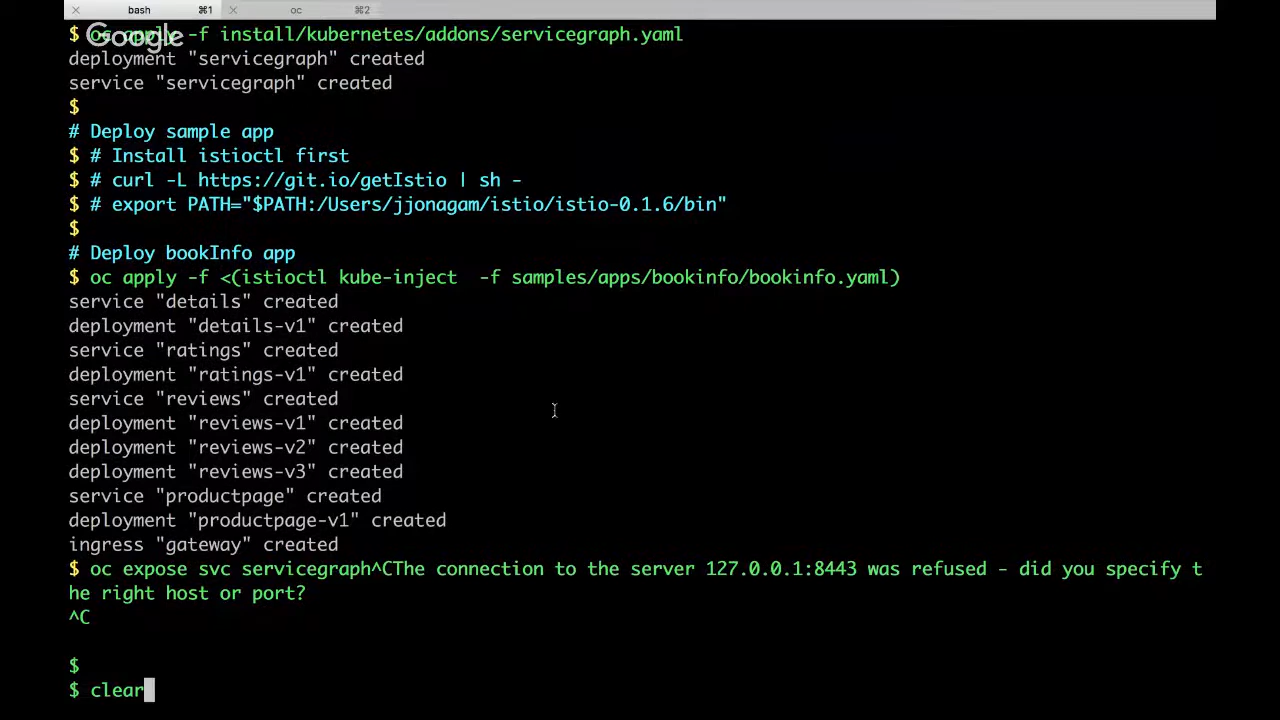 bash ⌘1 oc ⌘2
Google
$ oc apply -f install/kubernetes/addons/servicegraph.yaml
deployment "servicegraph" created
service "servicegraph" created
$
# Deploy sample app
$ # Install istioctl first
$ # curl -L https://git.io/getIstio | sh -
$ # export PATH="$PATH:/Users/jjonagam/istio/istio-0.1.6/bin"
$
# Deploy bookInfo app
$ oc apply -f <(istioctl kube-inject  -f samples/apps/bookinfo/bookinfo.yaml)
service "details" created
deployment "details-v1" created
service "ratings" created
deployment "ratings-v1" created
service "reviews" created
deployment "reviews-v1" created
deployment "reviews-v2" created
deployment "reviews-v3" created
service "productpage" created
deployment "productpage-v1" created
ingress "gateway" created
$ oc expose svc servicegraph^CThe connection to the server 127.0.0.1:8443 was refused - did you specify t
he right host or port?
^C
$
$ clear